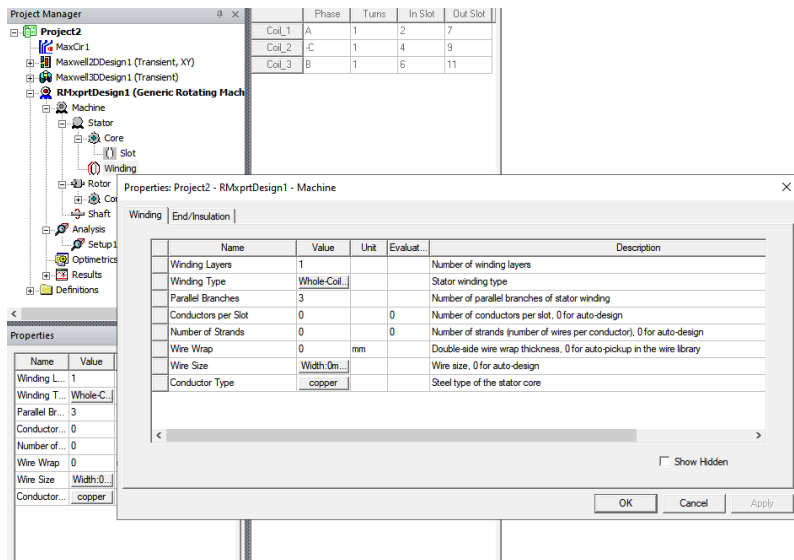 Project Manager
Project2
MaxCir1
Maxwell2DDesign1 (Transient, XY)
Maxwell3DDesign1 (Transient)
RMxprtDesign1 (Generic Rotating Mach
Machine
Stator
Core
Slot
Winding
Rotor
Cor
Shaft
Analysis
Setup1
Optimetrics
Results
Definitions
Phase Turns In Slot Out Slot
Coil_1 A 1 2 7
Coil_2 -C 1 4 9
Coil_3 B 1 6 11
Properties: Project2 - RMxprtDesign1 - Machine
Winding End/Insulation
Name Value Unit Evaluat... Description
Winding Layers 1 Number of winding layers
Winding Type Whole-Coil... Stator winding type
Parallel Branches 3 Number of parallel branches of stator winding
Conductors per Slot 0 0 Number of conductors per slot, 0 for auto-design
Number of Strands 0 0 Number of strands (number of wires per conductor), 0 for auto-design
Wire Wrap 0 mm Double-side wire wrap thickness, 0 for auto-pickup in the wire library
Wire Size Width:0m... Wire size, 0 for auto-design
Conductor Type copper Steel type of the stator core
Show Hidden
OK Cancel Apply
Properties
Name Value
Winding L... 1
Winding T... Whole-C...
Parallel Br... 3
Conductor... 0
Number of... 0
Wire Wrap 0
Wire Size Width:0...
Conductor... copper